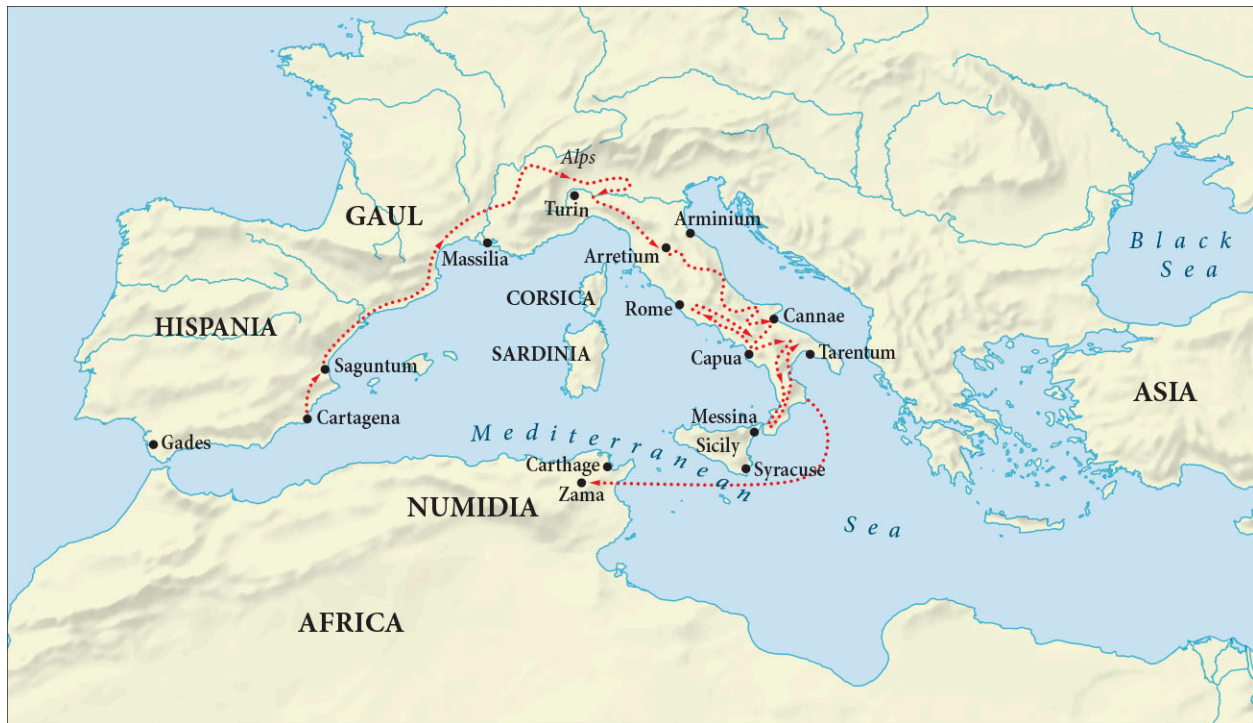 Alps
Turin
GAUL
Arminium
Massilia
Arretium
Black
Sea
CORSICA
Rome
HISPANIA
Cannae
SARDINIA
Capua
Tarentum
Saguntum
ASIA
Cartagena
Messina
Gades
Mediterranean
Sicily
Carthage
Syracuse
Zama
NUMIDIA
Sea
AFRICA